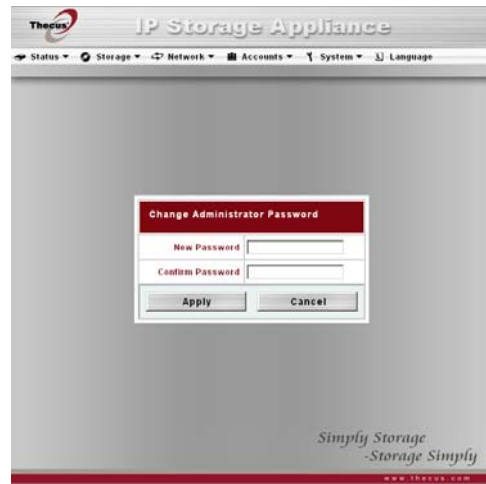 Thecus
IP Storage Appliance
Status Storage Network Accounts System Language
Change Administrator Password
New Password
Confirm Password
Apply Cancel
Simply Storage
-Storage Simply
www.thecus.com